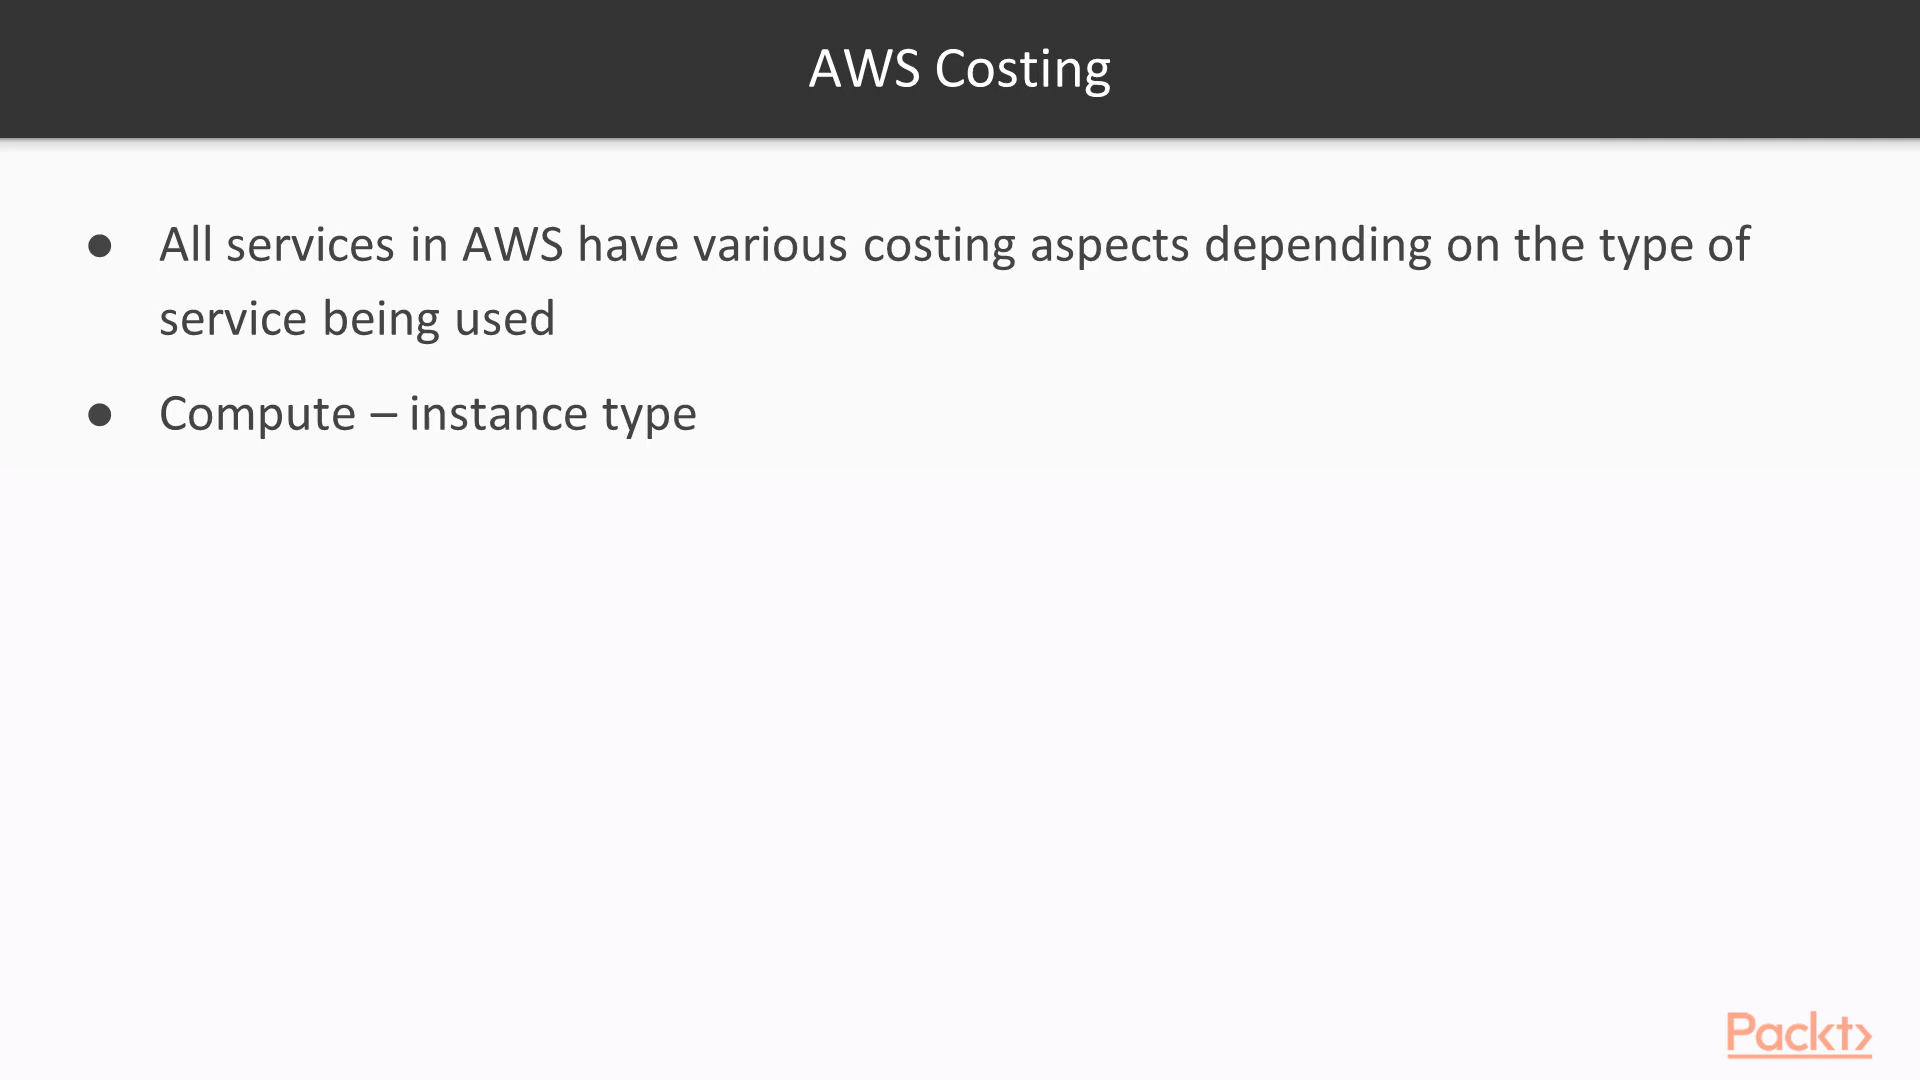 AWS Costing
● All services in AWS have various costing aspects depending on the type of
service being used
● Compute – instance type
Packt>